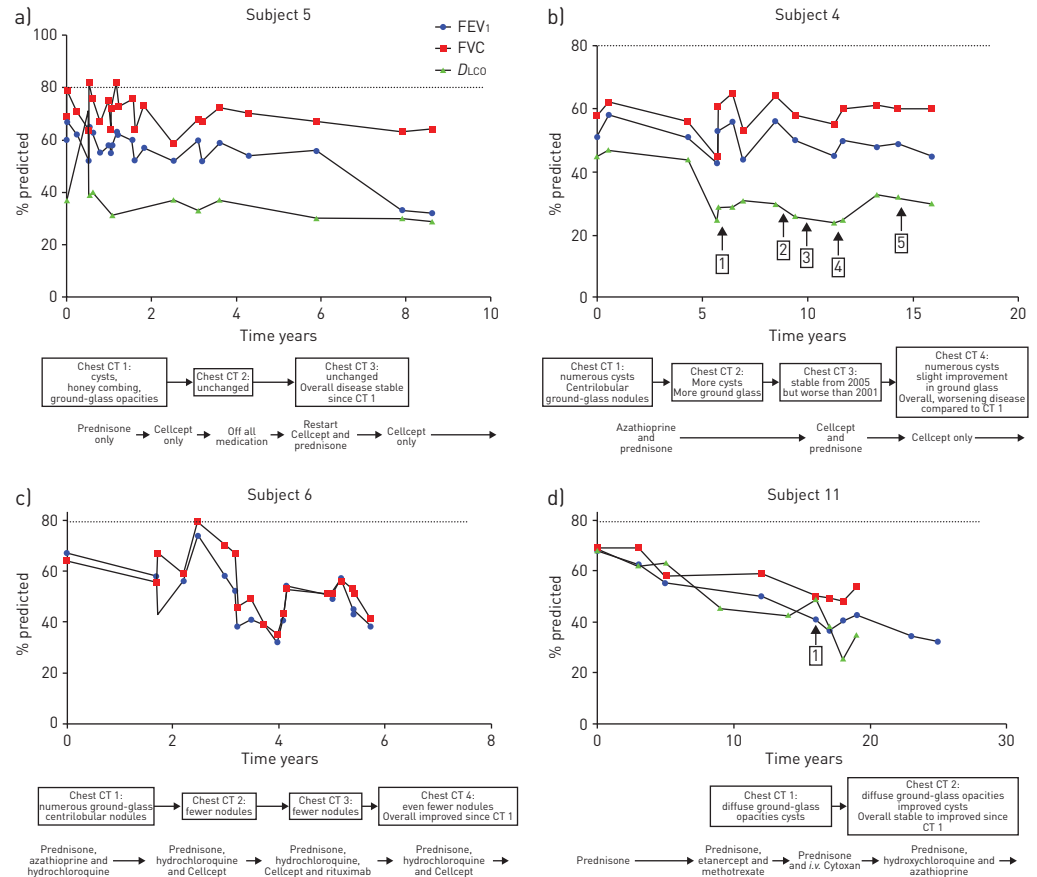 a)
Subject 5
FEV1
FVC
DLCO
% predicted
100
80
60
40
20
0
0
2
4
6
8
10
Time years
Chest CT 1:
cysts,
honey combing,
ground-glass opacities
Chest CT 2:
unchanged
Chest CT 3:
unchanged
Overall disease stable
since CT 1
Prednisone
only
Cellcept
only
Off all
medication
Restart
Cellcept and
prednisone
Cellcept
only
b)
Subject 4
% predicted
80
60
40
20
0
1
2
3
4
5
0
5
10
15
20
Time years
Chest CT 1:
numerous cysts
Centrilobular
ground-glass nodules
Chest CT 2:
More cysts
More ground glass
Chest CT 3:
stable from 2005
but worse than 2001
Chest CT 4:
numerous cysts
slight improvement
in ground glass
Overall, worsening disease
compared to CT 1
Azathioprine
and
prednisone
Cellcept
and
prednisone
Cellcept only
c)
Subject 6
% predicted
80
60
40
20
0
0
2
4
6
8
Time years
Chest CT 1:
numerous ground-glass
centrilobular nodules
Chest CT 2:
fewer nodules
Chest CT 3:
fewer nodules
Chest CT 4:
even fewer nodules
Overall improved since CT 1
Prednisone,
azathioprine and
hydrochloroquine
Prednisone,
hydrochloroquine
and Cellcept
Prednisone,
hydrochloroquine,
Cellcept and rituximab
Prednisone,
hydrochloroquine
and Cellcept
d)
Subject 11
% predicted
80
60
40
20
0
1
0
10
20
30
Time years
Chest CT 1:
diffuse ground-glass
opacities cysts
Chest CT 2:
diffuse ground-glass opacities
improved cysts
Overall stable to improved since
CT 1
Prednisone
Prednisone,
etanercept and
methotrexate
Prednisone
and i.v. Cytoxan
Prednisone,
hydroxychloroquine and
azathioprine